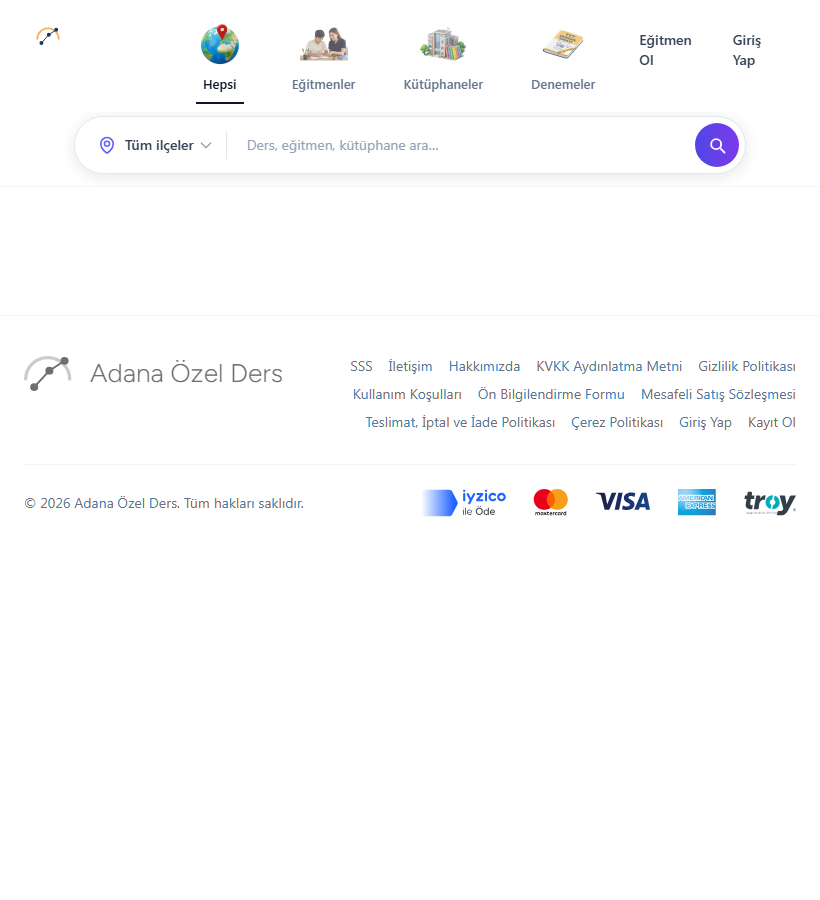 Hepsi
Eğitmenler
Kütüphaneler
Denemeler
Eğitmen
Ol
Giriş
Yap
Tüm ilçeler
Ders, eğitmen, kütüphane ara...
Adana Özel Ders
SSS İletişim Hakkımızda KVKK Aydınlatma Metni Gizlilik Politikası
Kullanım Koşulları Ön Bilgilendirme Formu Mesafeli Satış Sözleşmesi
Teslimat, İptal ve İade Politikası Çerez Politikası Giriş Yap Kayıt Ol
© 2026 Adana Özel Ders. Tüm hakları saklıdır.
iyzico
ile Öde
mastercard
VISA
AMERICAN
EXPRESS
troy